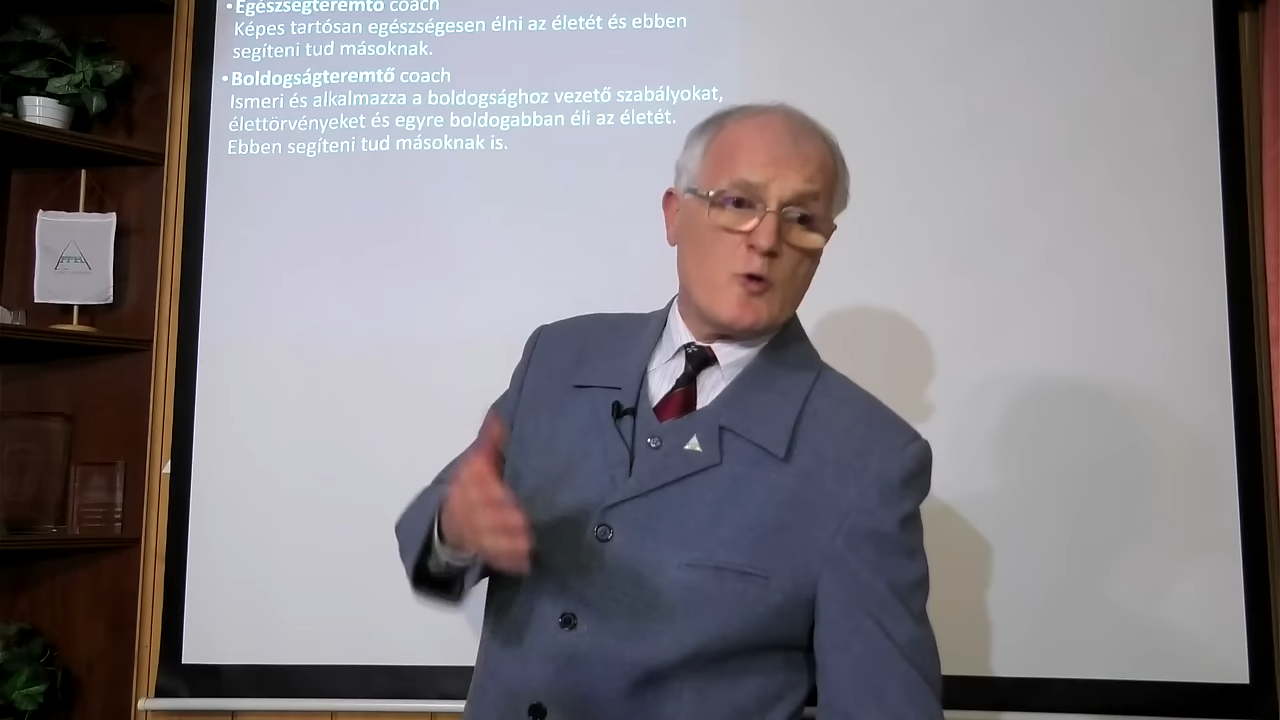 •Egészségteremtő coach
Képes tartósan egészségesen élni az életét és ebben
segíteni tud másoknak.
•Boldogságteremtő coach
Ismeri és alkalmazza a boldogsághoz vezető szabályokat,
élettörvényeket és egyre boldogabban éli az életét.
Ebben segíteni tud másoknak is.